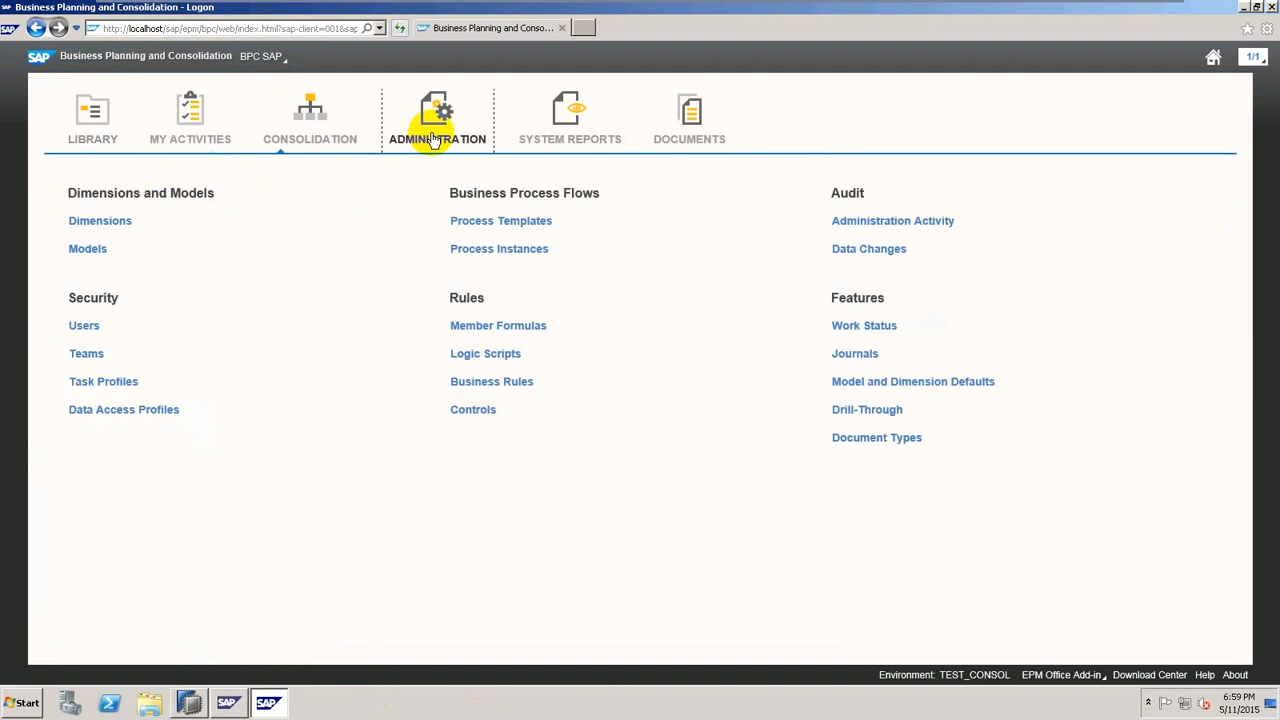 Business Planning and Consolidation - Logon
http://localhost/sap/epm/bpc/web/index.html?sap-client=001&sap
Business Planning and Conso...
SAP Business Planning and Consolidation BPC SAP
1/1
LIBRARY MY ACTIVITIES CONSOLIDATION ADMINISTRATION SYSTEM REPORTS DOCUMENTS
Dimensions and Models
Dimensions
Models
Business Process Flows
Process Templates
Process Instances
Audit
Administration Activity
Data Changes
Security
Users
Teams
Task Profiles
Data Access Profiles
Rules
Member Formulas
Logic Scripts
Business Rules
Controls
Features
Work Status
Journals
Model and Dimension Defaults
Drill-Through
Document Types
Environment: TEST_CONSOL EPM Office Add-in Download Center Help About
Start
SAP
SAP
6:59 PM
5/11/2015